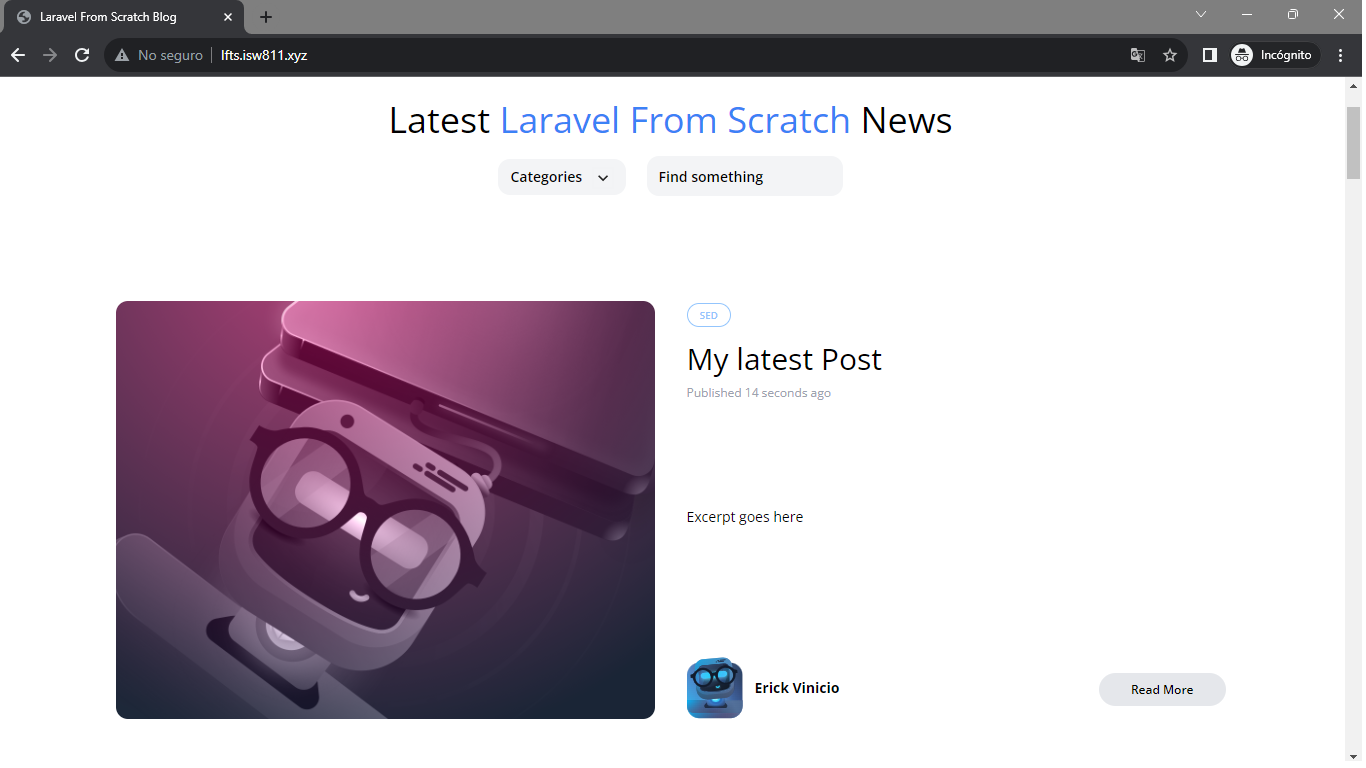 Laravel From Scratch Blog
No seguro lfts.isw811.xyz
Incógnito
Latest Laravel From Scratch News
Categories
Find something
SED
My latest Post
Published 14 seconds ago
Excerpt goes here
Erick Vinicio
Read More